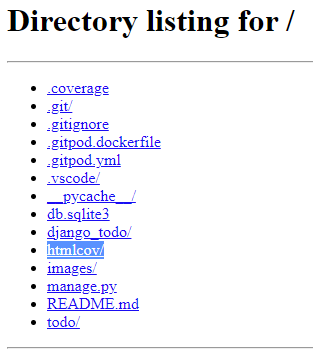 Directory listing for /
.coverage
.git/
.gitignore
.gitpod.dockerfile
.gitpod.yml
.vscode/
__pycache__/
db.sqlite3
django_todo/
htmlcov/
images/
manage.py
README.md
todo/